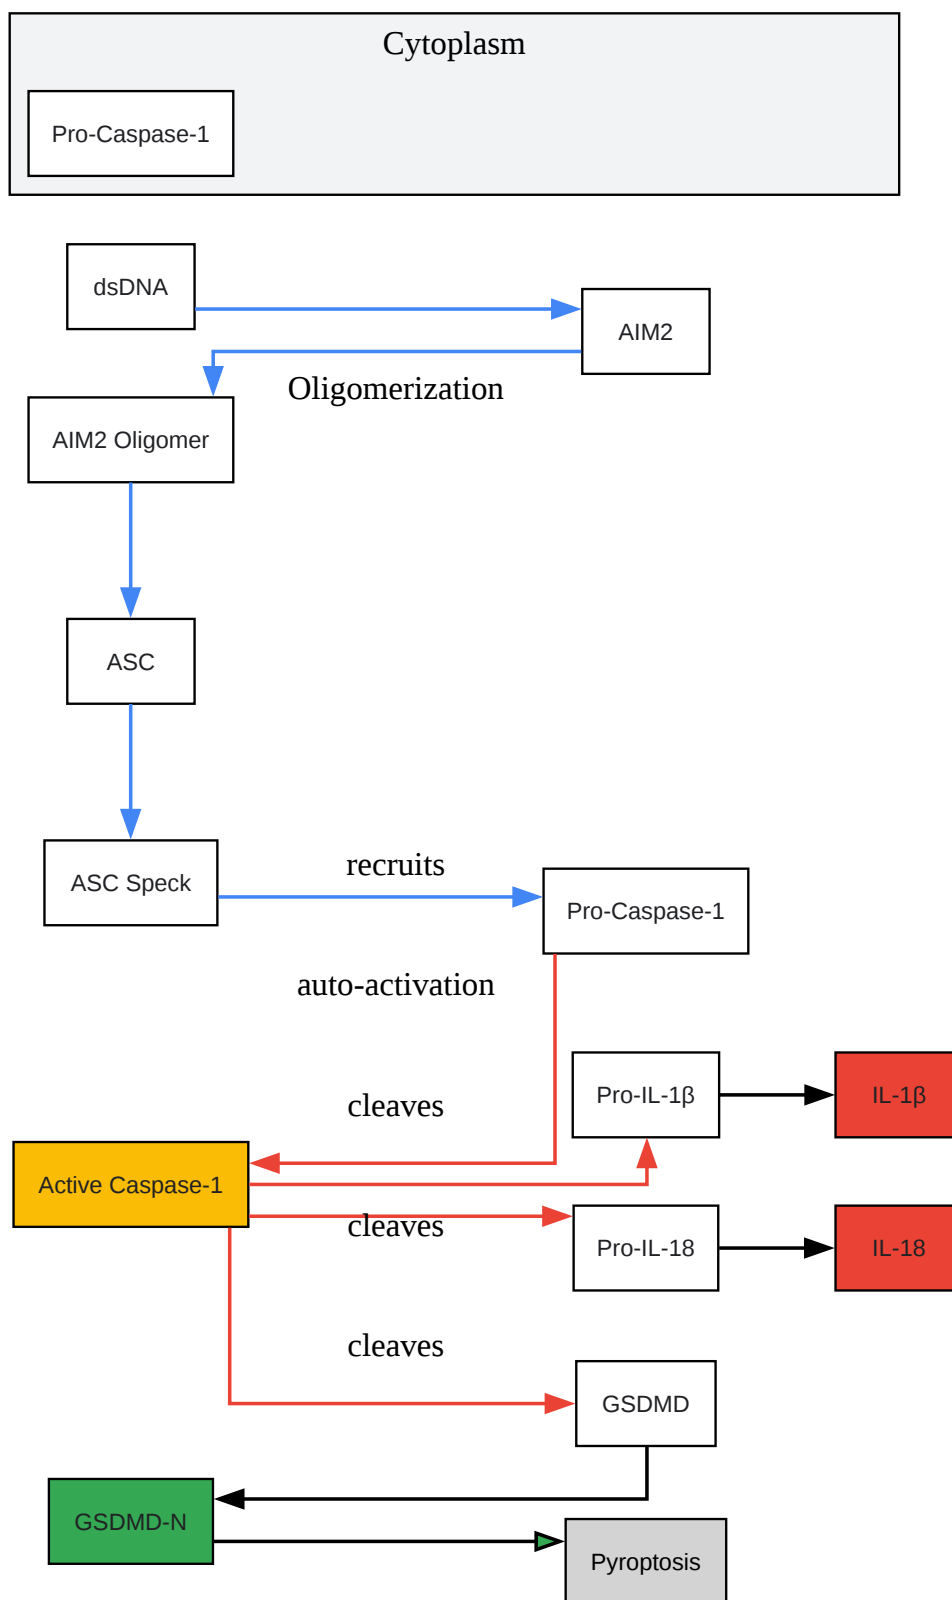 Cytoplasm
Pro-Caspase-1
dsDNA
AIM2
Oligomerization
AIM2 Oligomer
ASC
ASC Speck
recruits
Pro-Caspase-1
auto-activation
cleaves
Pro-IL-1β
IL-1β
Active Caspase-1
cleaves
Pro-IL-18
IL-18
cleaves
GSDMD
GSDMD-N
Pyroptosis